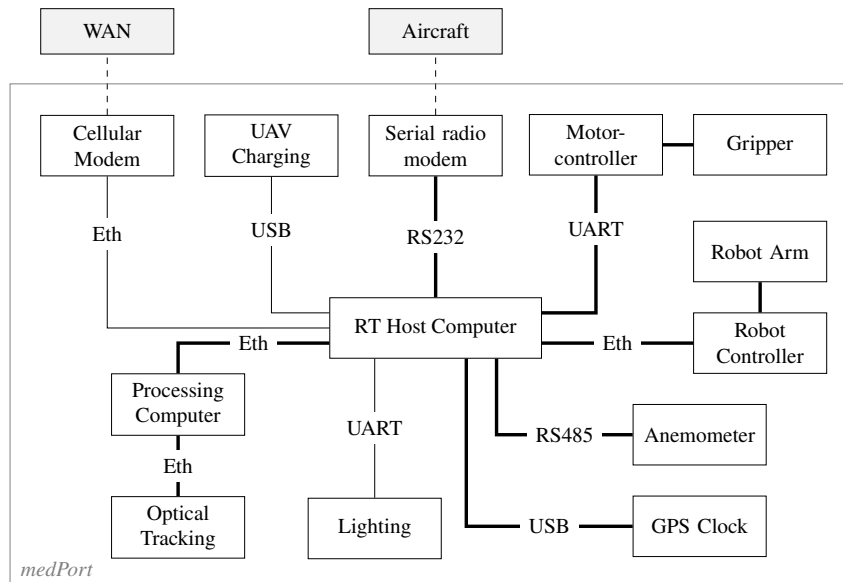 WAN
Aircraft
Cellular
Modem
UAV
Charging
Serial radio
modem
Motor-
controller
Gripper
Eth
USB
RS232
UART
Robot Arm
RT Host Computer
Eth
Eth
Robot
Controller
Processing
Computer
UART
RS485
Anemometer
Eth
Optical
Tracking
Lighting
USB
GPS Clock
medPort